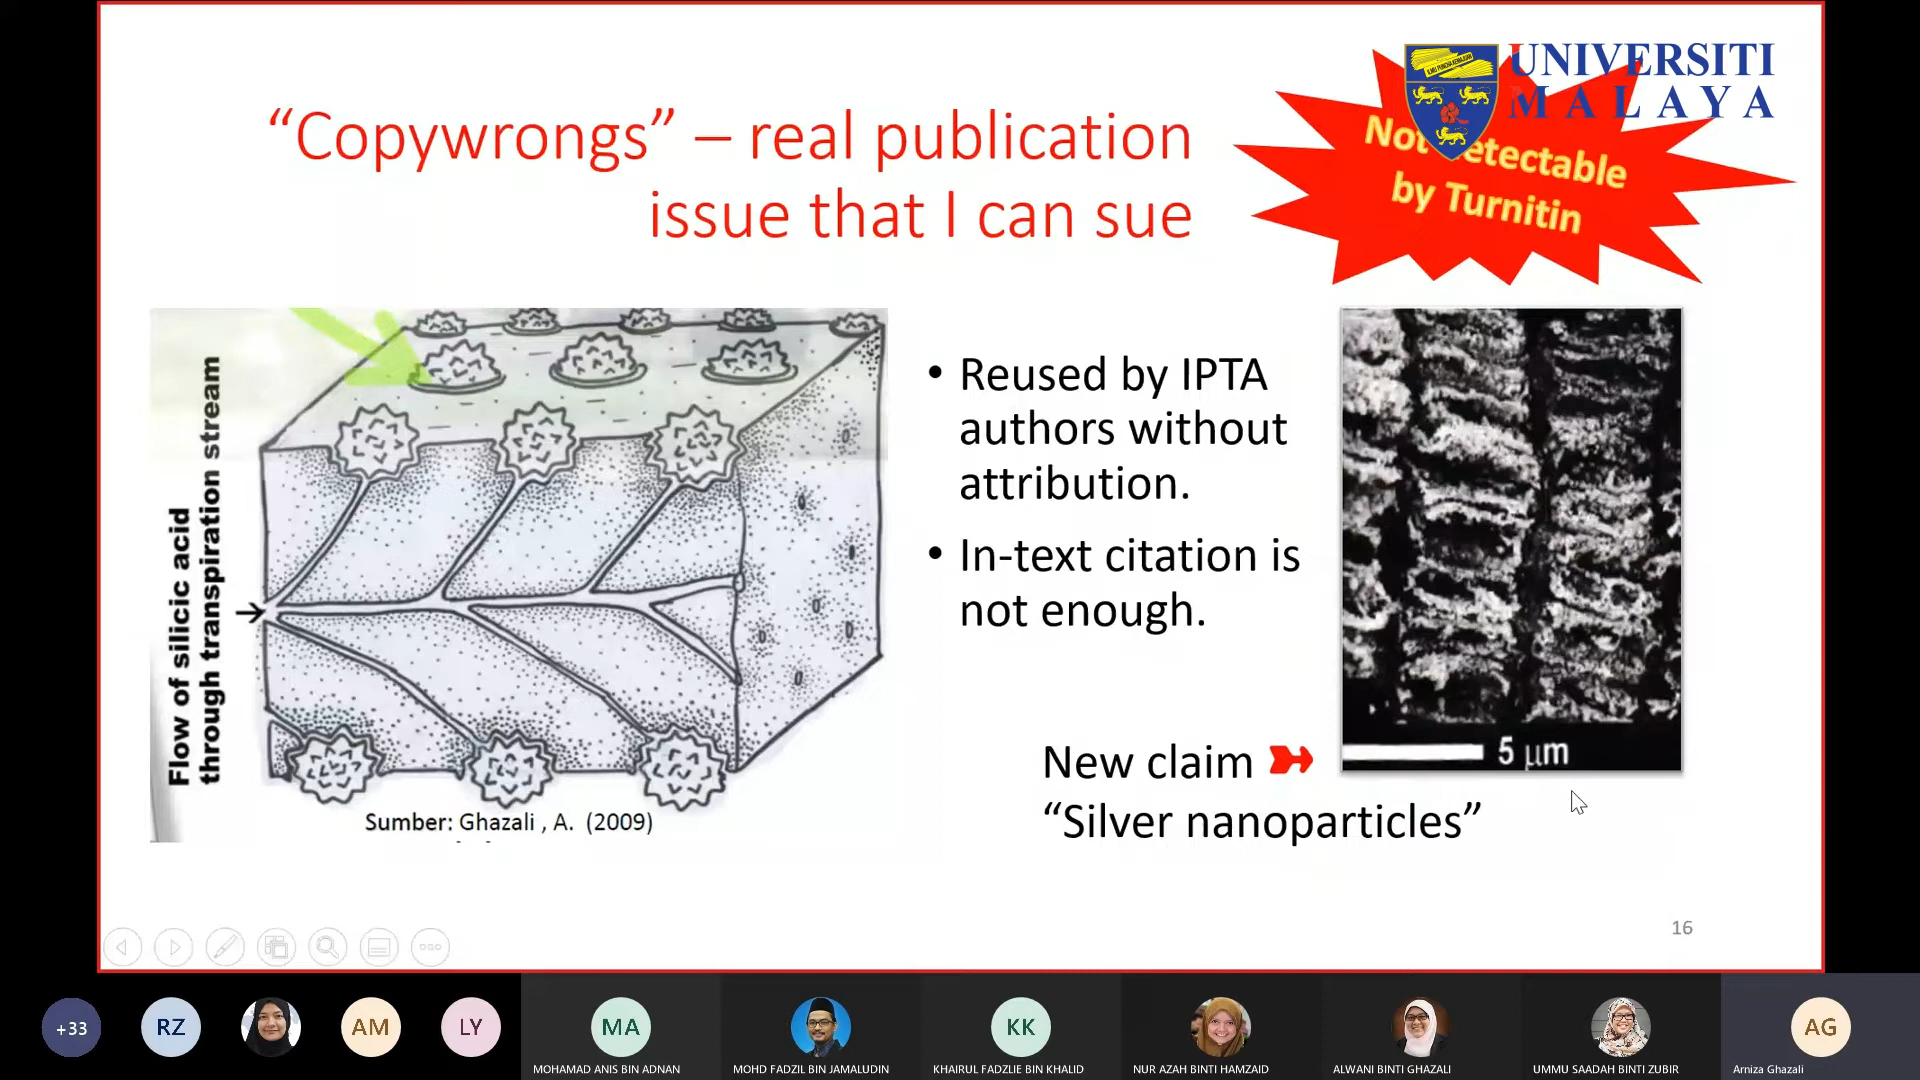 UNIVERSITI
MALAYA
“Copywrongs” – real publication
issue that I can sue
Not detectable
by Turnitin
Flow of silicic acid
through transpiration stream
Sumber: Ghazali , A. (2009)
• Reused by IPTA
authors without
attribution.
• In-text citation is
not enough.
New claim
“Silver nanoparticles”
5 µm
16
+33
RZ
AM
LY
MA
MOHAMAD ANIS BIN ADNAN
MOHD FADZIL BIN JAMALUDIN
KK
KHAIRUL FADZLIE BIN KHALID
NUR AZAH BINTI HAMZAID
ALWANI BINTI GHAZALI
UMMU SAADAH BINTI ZUBIR
AG
Arniza Ghazali